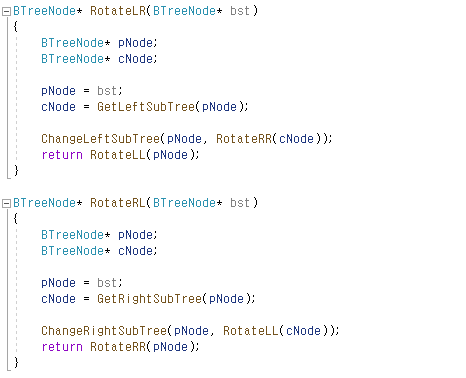 BTreeNode* RotateLR(BTreeNode* bst)
{
    BTreeNode* pNode;
    BTreeNode* cNode;

    pNode = bst;
    cNode = GetLeftSubTree(pNode);

    ChangeLeftSubTree(pNode, RotateRR(cNode));
    return RotateLL(pNode);
}

BTreeNode* RotateRL(BTreeNode* bst)
{
    BTreeNode* pNode;
    BTreeNode* cNode;

    pNode = bst;
    cNode = GetRightSubTree(pNode);

    ChangeRightSubTree(pNode, RotateLL(cNode));
    return RotateRR(pNode);
}